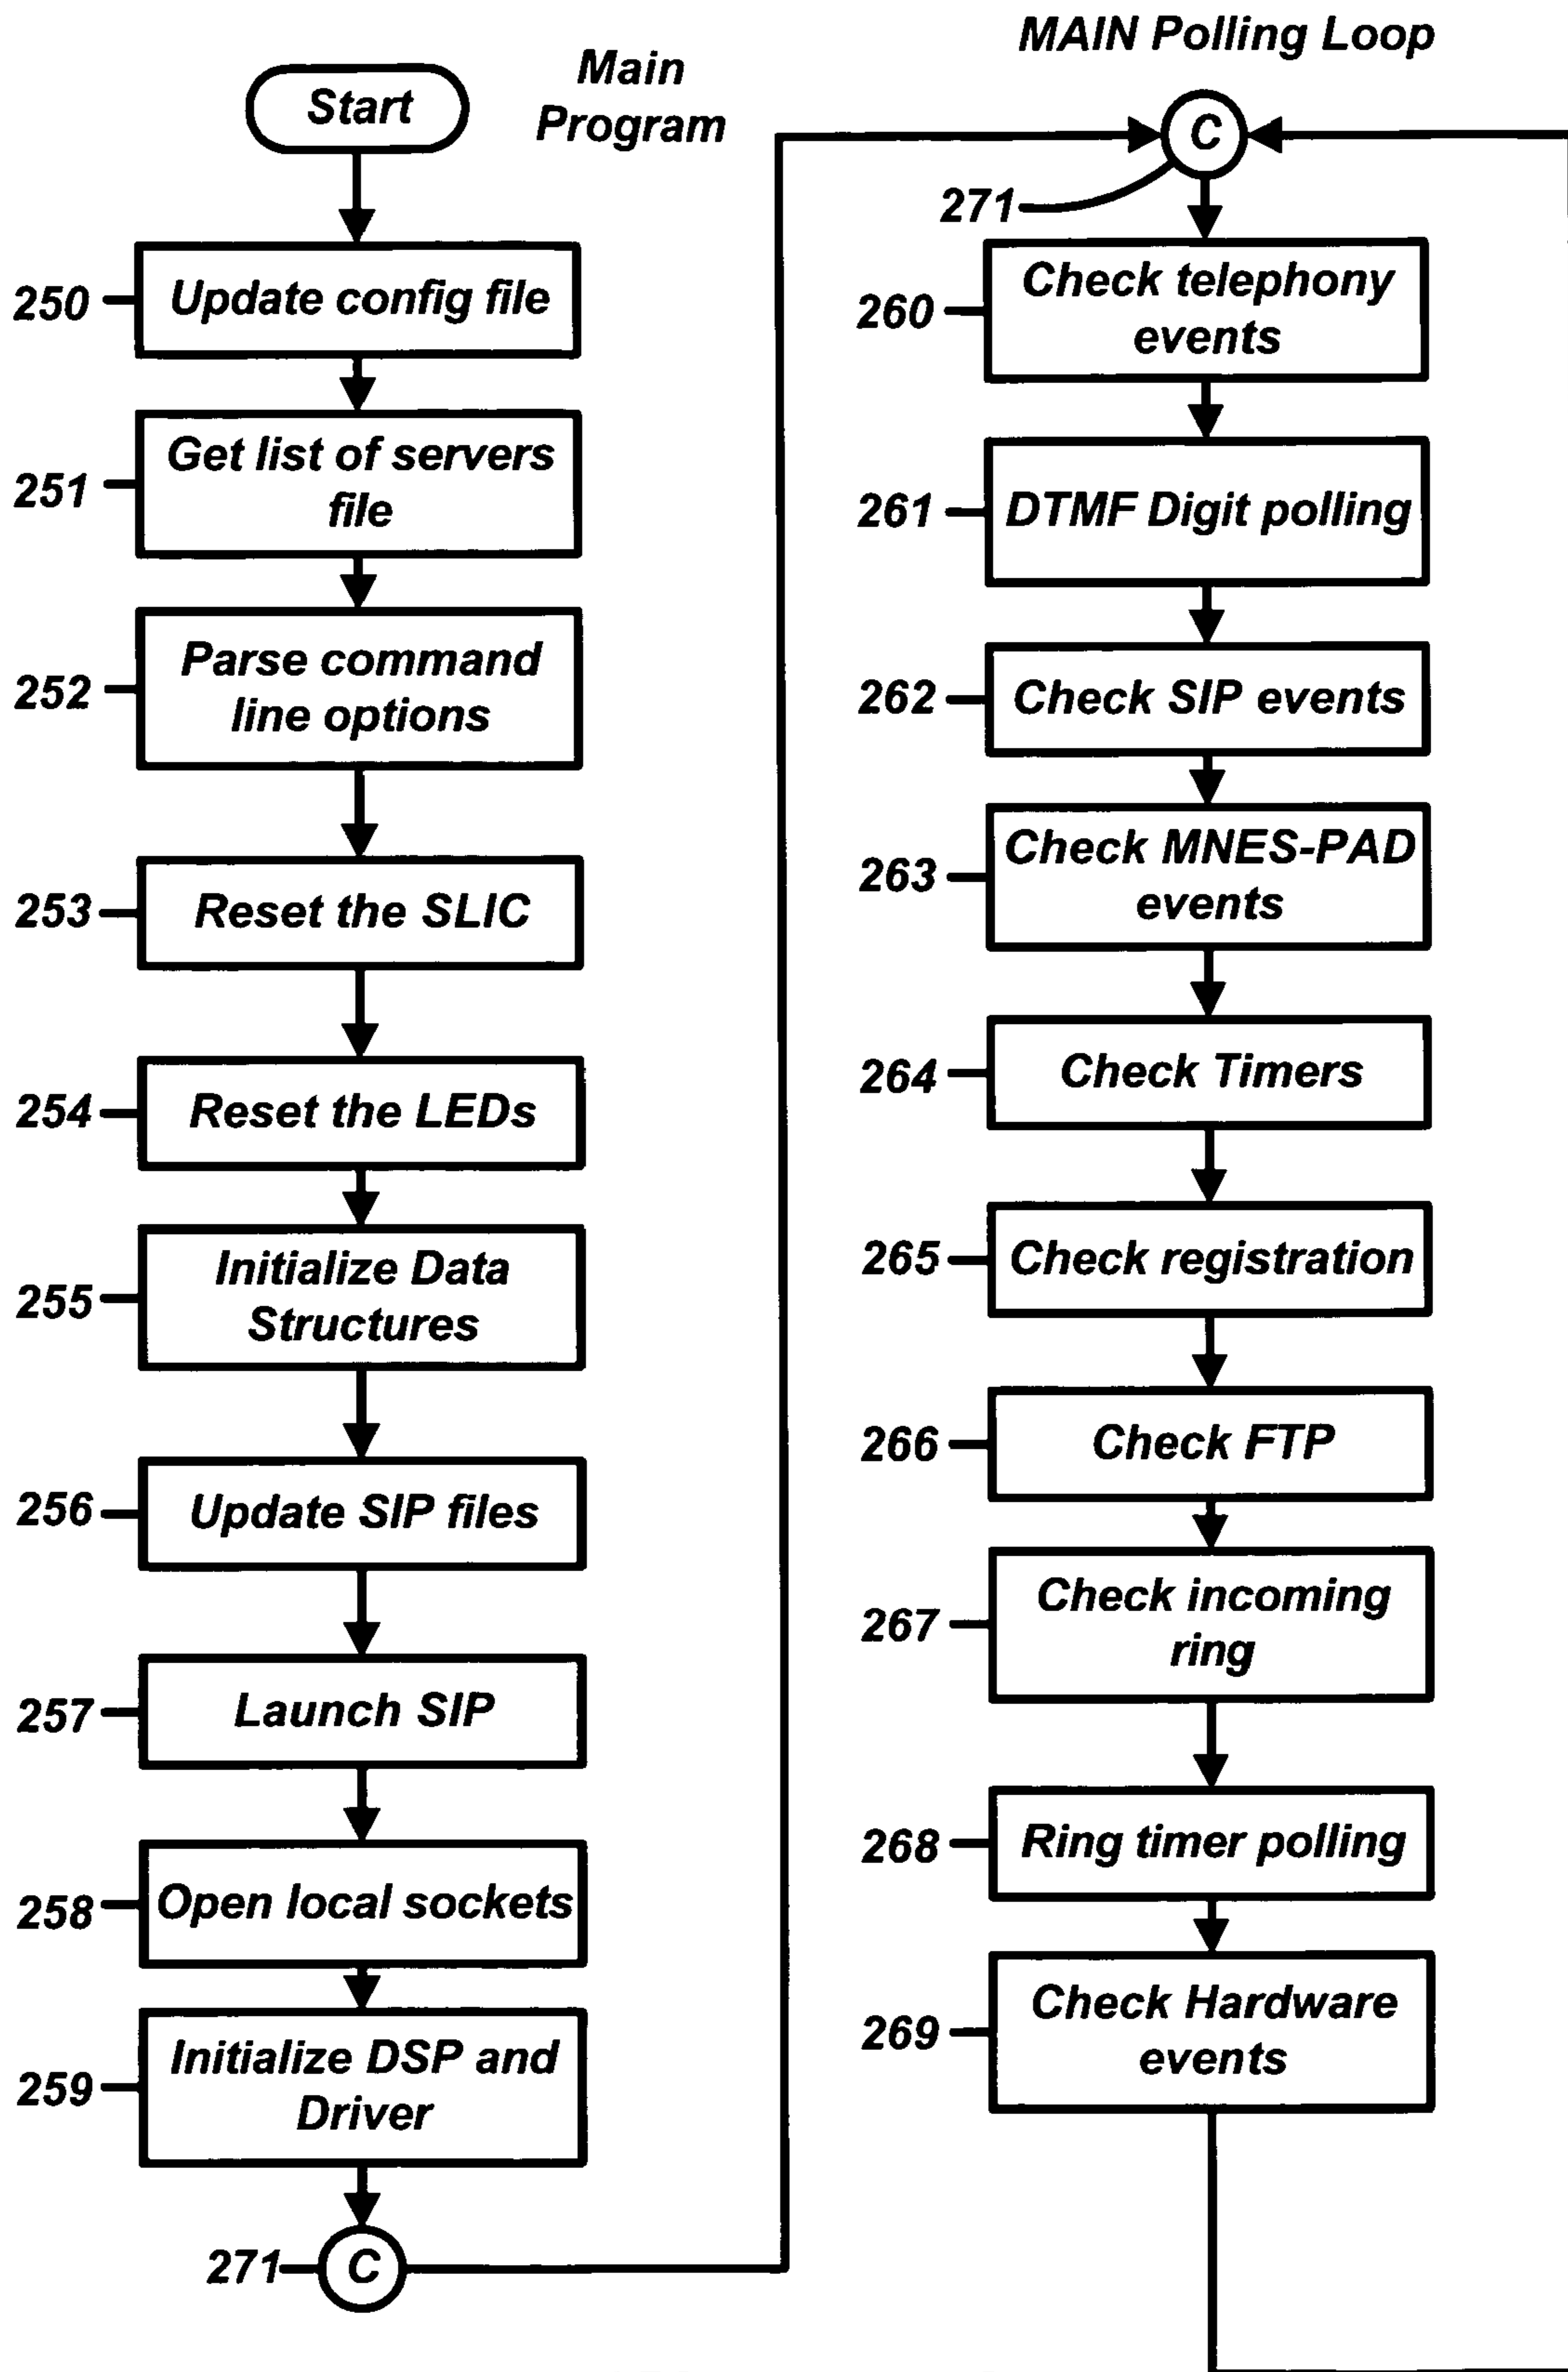 Main
Program
Start
250
Update config file
251
Get list of servers
file
252
Parse command
line options
253
Reset the SLIC
254
Reset the LEDs
255
Initialize Data
Structures
256
Update SIP files
257
Launch SIP
258
Open local sockets
259
Initialize DSP and
Driver
271
C
MAIN Polling Loop
C
271
260
Check telephony
events
261
DTMF Digit polling
262
Check SIP events
263
Check MNES-PAD
events
264
Check Timers
265
Check registration
266
Check FTP
267
Check incoming
ring
268
Ring timer polling
269
Check Hardware
events